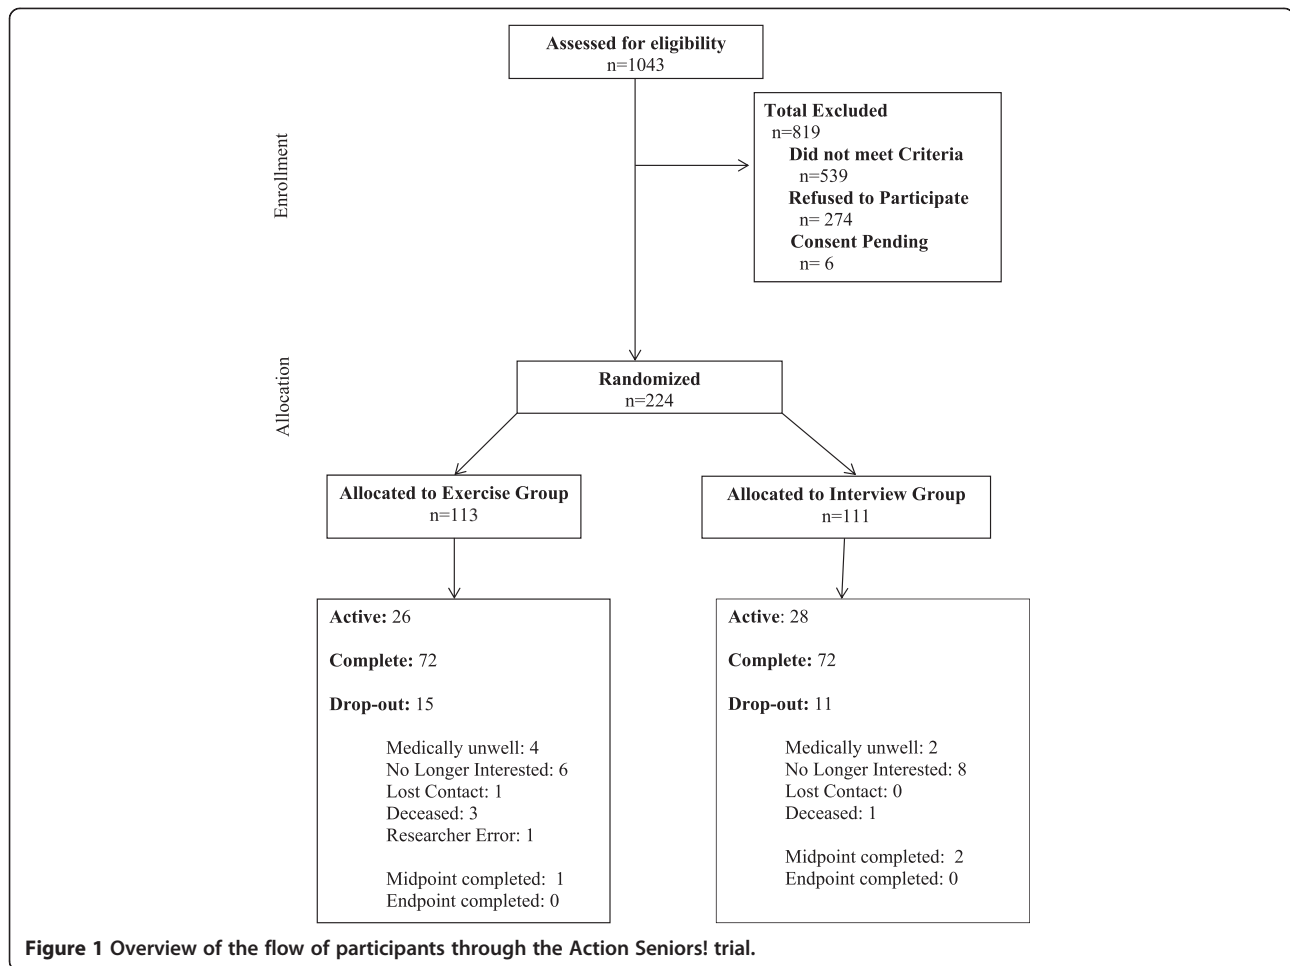 Assessed for eligibility
n=1043
Enrollment
Total Excluded
n=819
Did not meet Criteria
n=539
Refused to Participate
n= 274
Consent Pending
n= 6
Allocation
Randomized
n=224
Allocated to Exercise Group
n=113
Allocated to Interview Group
n=111
Active: 26
Complete: 72
Drop-out: 15
Medically unwell: 4
No Longer Interested: 6
Lost Contact: 1
Deceased: 3
Researcher Error: 1
Midpoint completed: 1
Endpoint completed: 0
Active: 28
Complete: 72
Drop-out: 11
Medically unwell: 2
No Longer Interested: 8
Lost Contact: 0
Deceased: 1
Midpoint completed: 2
Endpoint completed: 0
Figure 1 Overview of the flow of participants through the Action Seniors! trial.